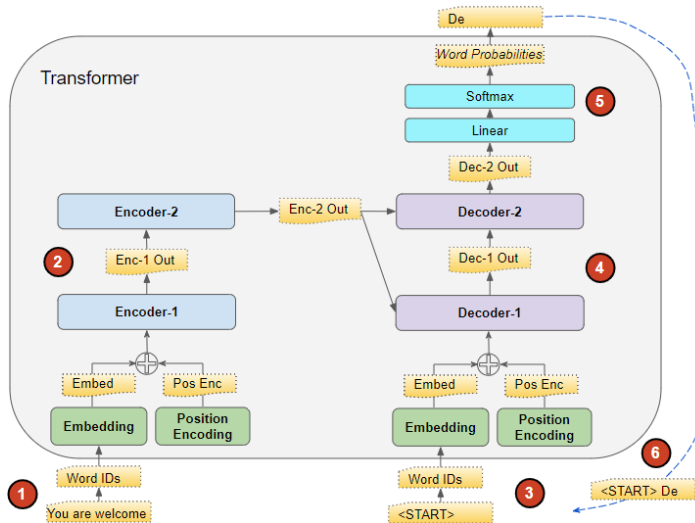 De
Word Probabilities
Transformer
Softmax
5
Linear
Dec-2 Out
Encoder-2
Enc-2 Out
Decoder-2
2
Enc-1 Out
Dec-1 Out
4
Encoder-1
Decoder-1
Embed
Pos Enc
Embed
Pos Enc
Embedding
Position
Encoding
Embedding
Position
Encoding
6
1
Word IDs
Word IDs
3
<START> De
You are welcome
<START>